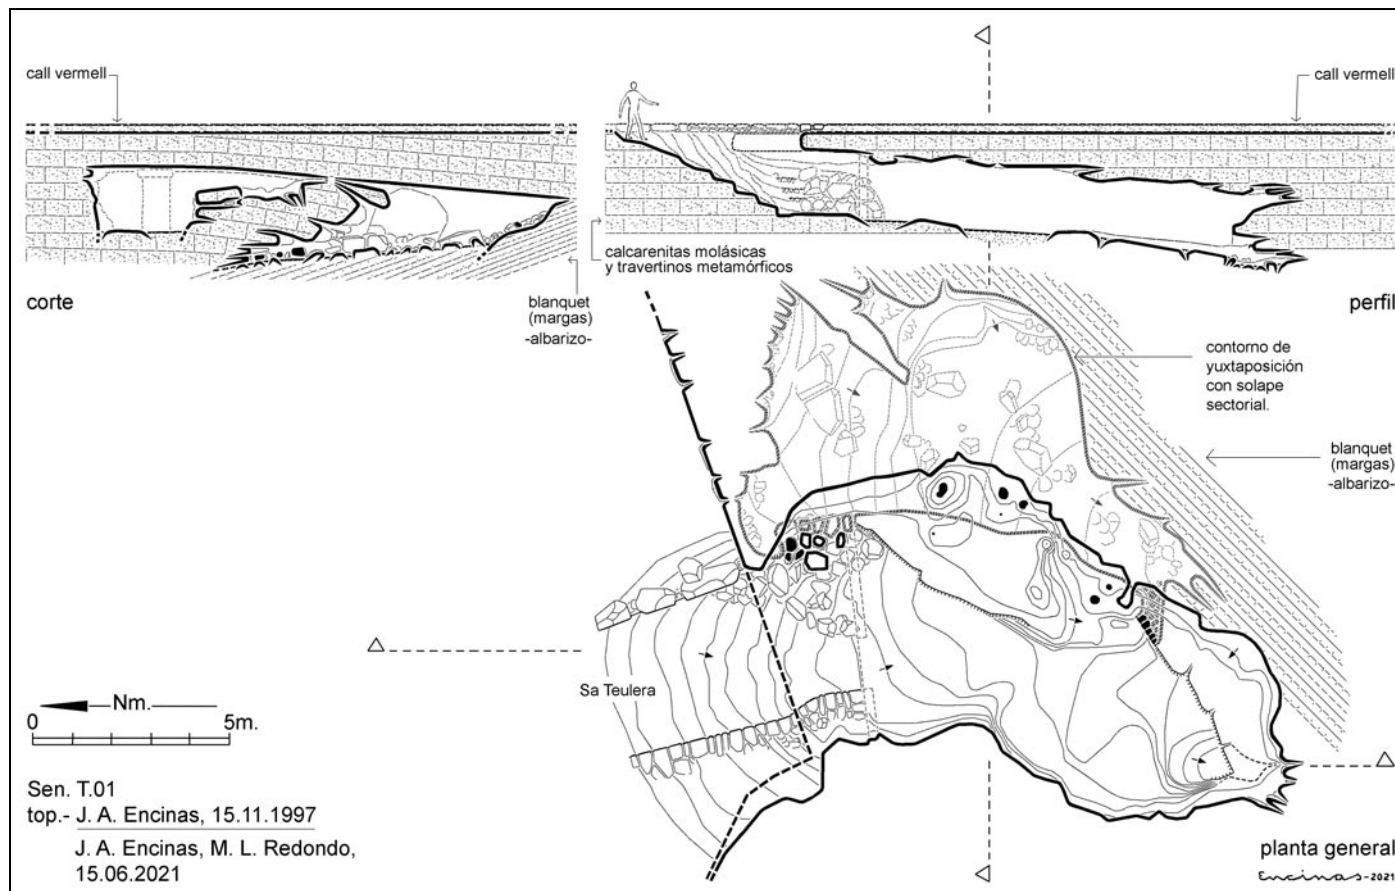 call vermell
call vermell
calcarenitas molásicas
y travertinos metamórficos
corte
blanquet
(margas)
-albarizo-
perfil
contorno de
yuxtaposición
con solape
sectorial.
blanquet
(margas)
-albarizo-
Sa Teulera
Nm.
0 5m.
Sen. T.01
top.- J. A. Encinas, 15.11.1997
J. A. Encinas, M. L. Redondo,
15.06.2021
planta general
Encinas-2021